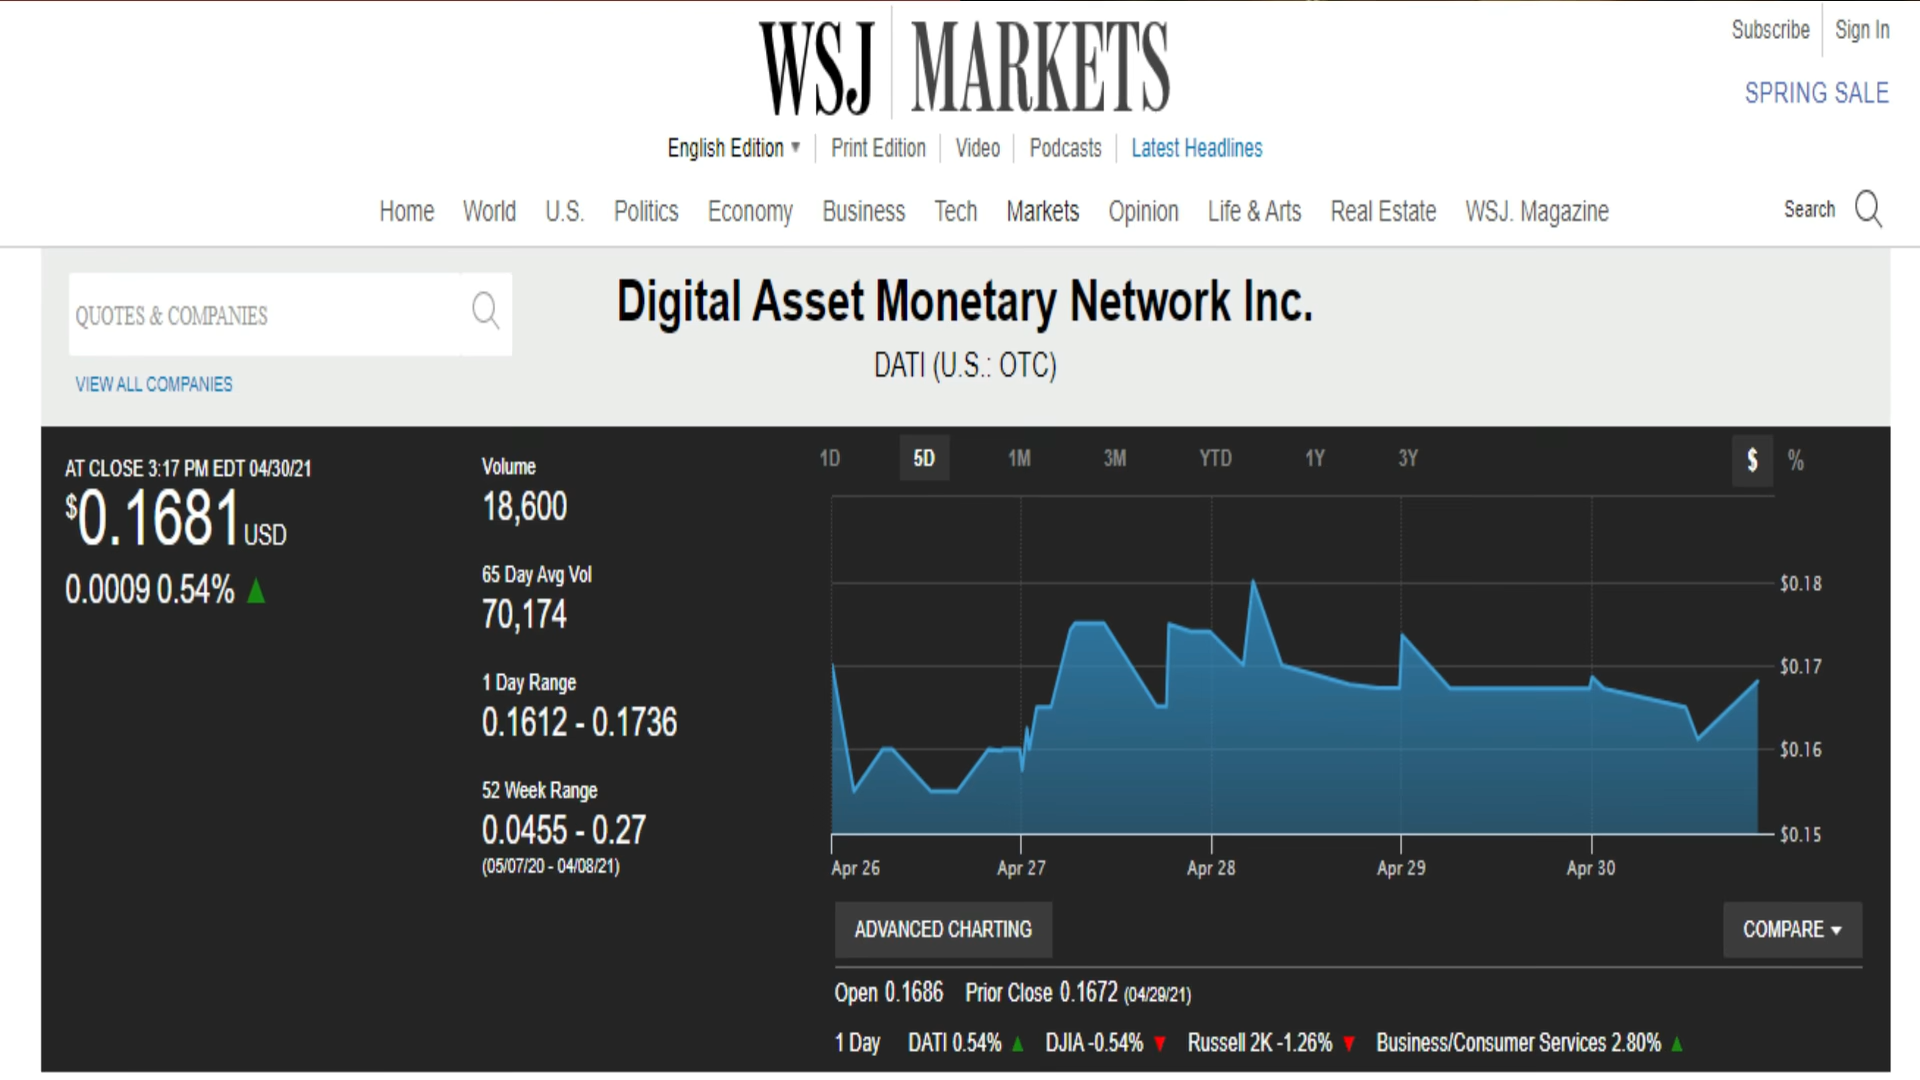 WSJ MARKETS
Subscribe Sign In
SPRING SALE
English Edition Print Edition Video Podcasts Latest Headlines
Home World U.S. Politics Economy Business Tech Markets Opinion Life & Arts Real Estate WSJ. Magazine Search
QUOTES & COMPANIES
VIEW ALL COMPANIES
Digital Asset Monetary Network Inc.
DATI (U.S.: OTC)
AT CLOSE 3:17 PM EDT 04/30/21
$0.1681 USD
0.0009 0.54%
Volume
18,600
65 Day Avg Vol
70,174
1 Day Range
0.1612 - 0.1736
52 Week Range
0.0455 - 0.27
(05/07/20 - 04/08/21)
1D 5D 1M 3M YTD 1Y 3Y $ %
$0.18
$0.17
$0.16
$0.15
Apr 26 Apr 27 Apr 28 Apr 29 Apr 30
ADVANCED CHARTING COMPARE
Open 0.1686 Prior Close 0.1672 (04/29/21)
1 Day DATI 0.54% DJIA -0.54% Russell 2K -1.26% Business/Consumer Services 2.80%